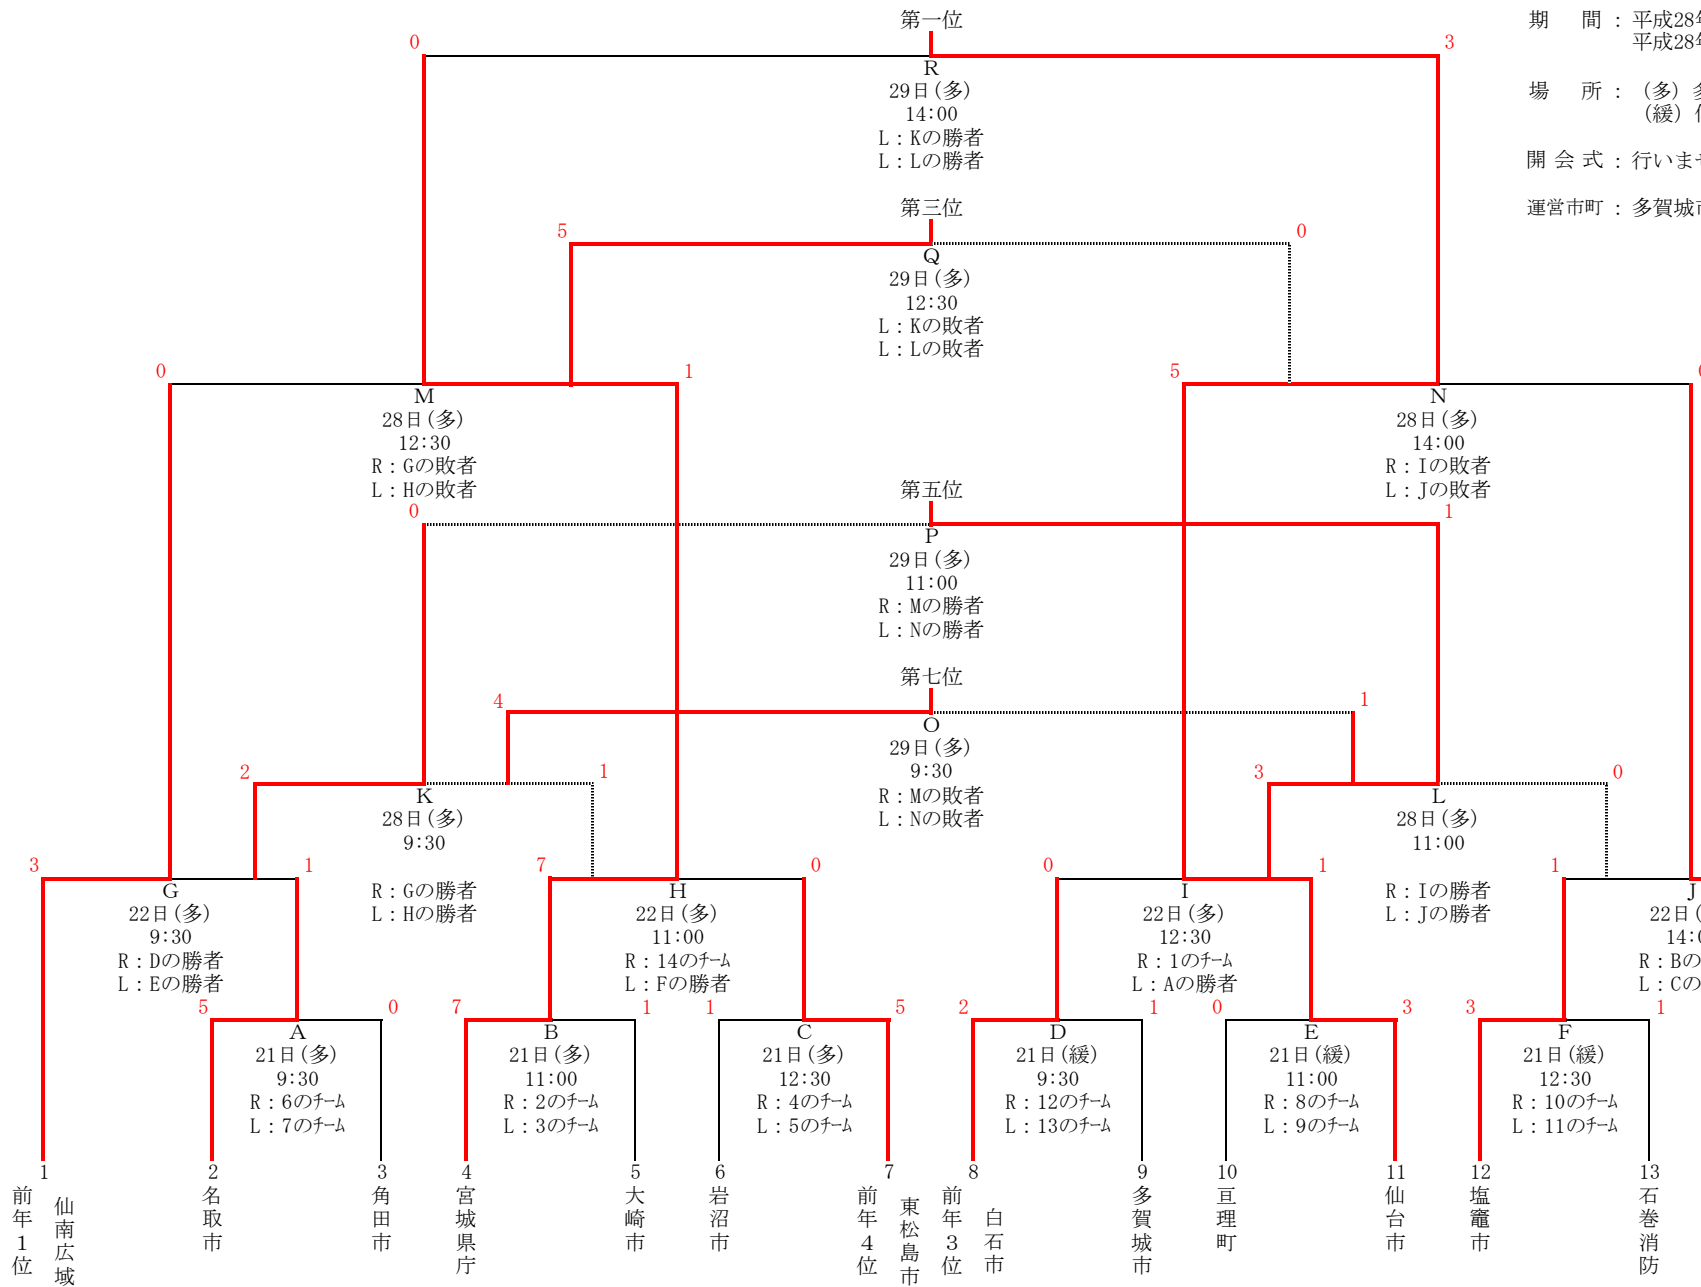 第一位
0
3
R
29日(多)
14:00
L:Kの勝者
L:Lの勝者
期 間 : 平成28
平成28
場 所 : (多)
(緩)
開会式 : 行いま
運営市町 : 多賀城
第三位
5
0
Q
29日(多)
12:30
L:Kの敗者
L:Lの敗者
0
1
M
28日(多)
12:30
R:Gの敗者
L:Hの敗者
5
N
28日(多)
14:00
R:Iの敗者
L:Jの敗者
第五位
0
1
P
29日(多)
11:00
R:Mの勝者
L:Nの勝者
第七位
4
1
O
29日(多)
9:30
R:Mの敗者
L:Nの敗者
2
1
K
28日(多)
9:30
R:Gの勝者
L:Hの勝者
3
0
L
28日(多)
11:00
R:Iの勝者
L:Jの勝者
3
1
G
22日(多)
9:30
R:Dの勝者
L:Eの勝者
7
0
H
22日(多)
11:00
R:14のチーム
L:Fの勝者
0
1
I
22日(多)
12:30
R:1のチーム
L:Aの勝者
1
J
22日(
14:
R:Bの
L:Cの
5
0
A
21日(多)
9:30
R:6のチーム
L:7のチーム
7
1
B
21日(多)
11:00
R:2のチーム
L:3のチーム
1
5
C
21日(多)
12:30
R:4のチーム
L:5のチーム
2
1
D
21日(緩)
9:30
R:12のチーム
L:13のチーム
0
3
E
21日(緩)
11:00
R:8のチーム
L:9のチーム
3
1
F
21日(緩)
12:30
R:10のチーム
L:11のチーム
1
前年1位
仙南広域
2
名取市
3
角田市
4
宮城県庁
5
大崎市
6
岩沼市
7
前年4位
東松島市
8
前年3位
白石市
9
多賀城市
10
亘理町
11
仙台市
12
塩竈市
13
石巻消防